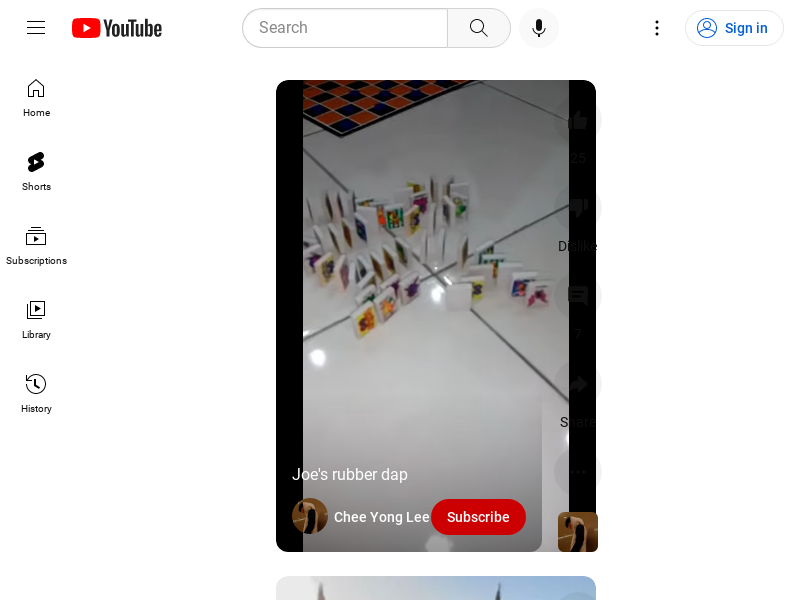 YouTube
Search
Sign in
Home
Shorts
Subscriptions
Library
History
25
Dislike
7
Share
Joe's rubber dap
Chee Yong Lee
Subscribe